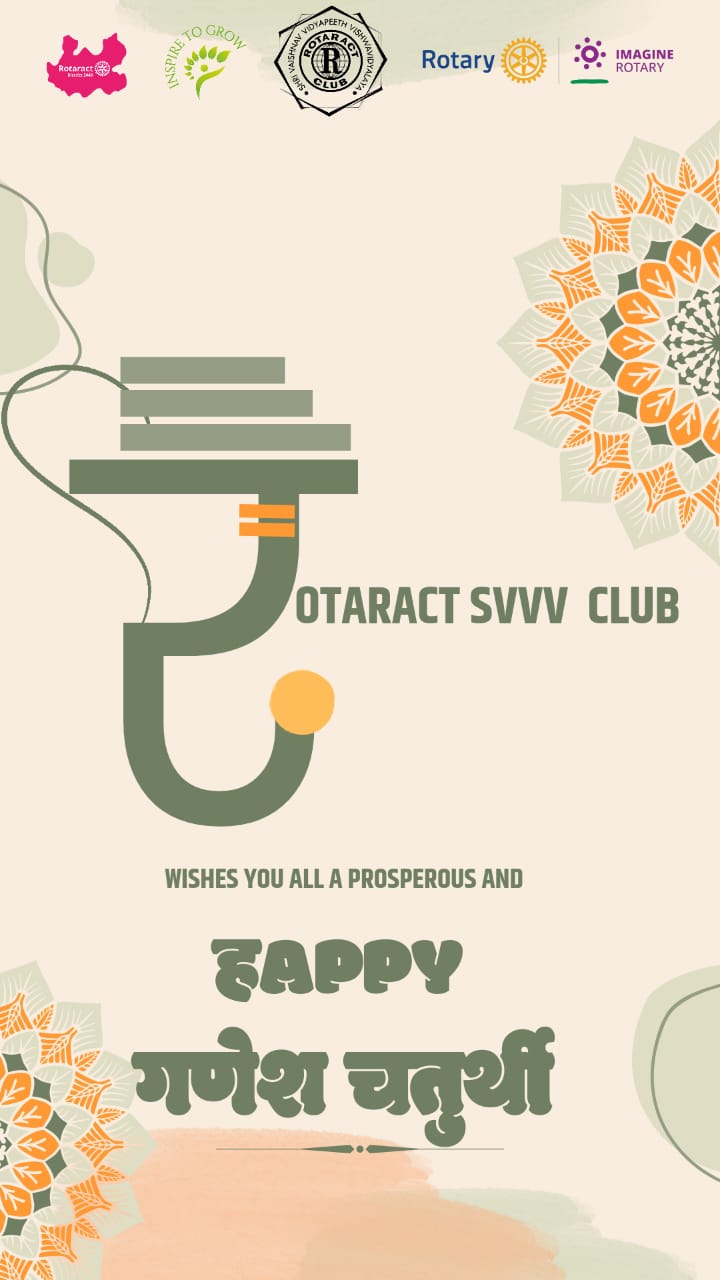 Rotaract
INSPIRE TO GROW
SHRI VAISHNAV VIDYAPEETH VISHWAVIDYALAYA
ROTARACT
R
CLUB
Rotary
IMAGINE
ROTARY
OTARACT SVVV CLUB
WISHES YOU ALL A PROSPEROUS AND
हAPPY
गणेश चतुर्थी